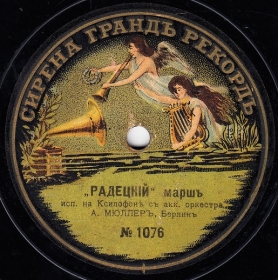 СИРЕНА ГРАНДЪ РЕКОРДЪ
„РАДЕЦКІЙ“ маршъ
исп. на Ксилофонѣ съ акк. оркестра
А. МЮЛЛЕРЪ, Берлинъ
№ 1076